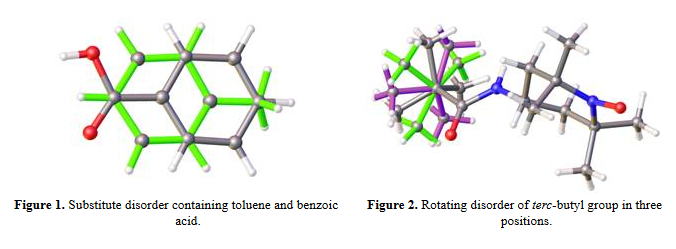 Figure 1. Substitute disorder containing toluene and benzoic
acid.
Figure 2. Rotating disorder of terc-butyl group in three
positions.